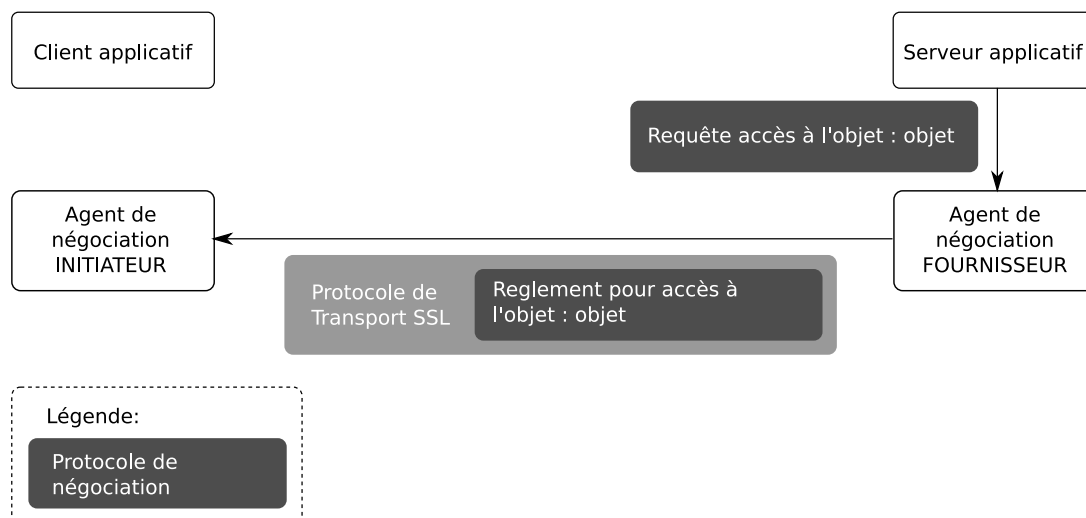 Client applicatif
Serveur applicatif
Requête accès à l'objet : objet
Agent de
négociation
INITIATEUR
Agent de
négociation
FOURNISSEUR
Protocole de
Transport SSL
Reglement pour accès à
l'objet : objet
Légende:
Protocole de
négociation